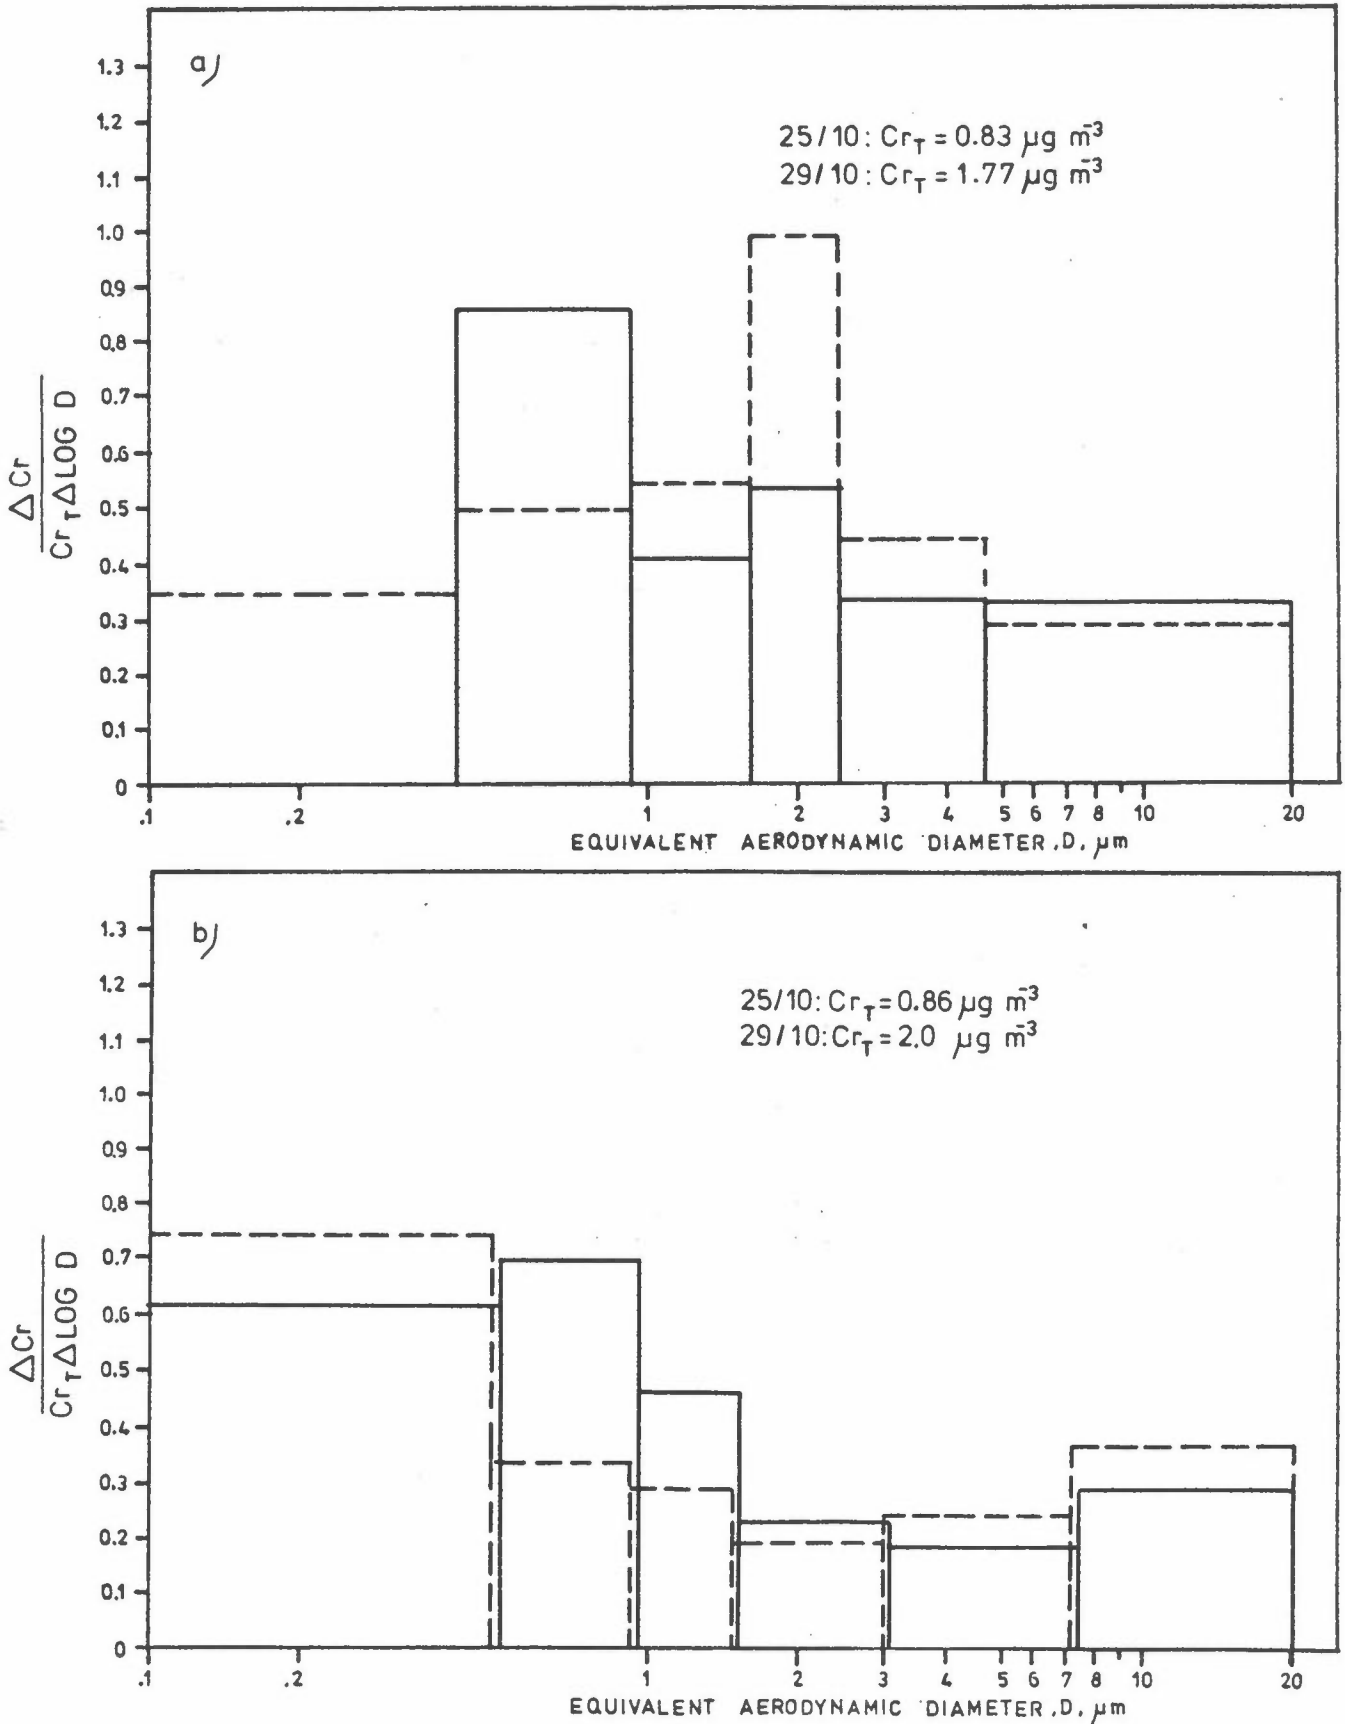 a)
25/10: Cr_T = 0.83 μg m⁻³
29/10: Cr_T = 1.77 μg m⁻³
1.3
1.2
1.1
1.0
0.9
0.8
0.7
0.6
0.5
0.4
0.3
0.2
0.1
0
ΔCr
Cr_T Δ LOG D
.1 .2 1 2 3 4 5 6 7 8 10 20
EQUIVALENT AERODYNAMIC DIAMETER, D, μm
b)
25/10: Cr_T = 0.86 μg m⁻³
29/10: Cr_T = 2.0 μg m⁻³
1.3
1.2
1.1
1.0
0.9
0.8
0.7
0.6
0.5
0.4
0.3
0.2
0.1
0
ΔCr
Cr_T Δ LOG D
.1 .2 1 2 3 4 5 6 7 8 10 20
EQUIVALENT AERODYNAMIC DIAMETER, D, μm